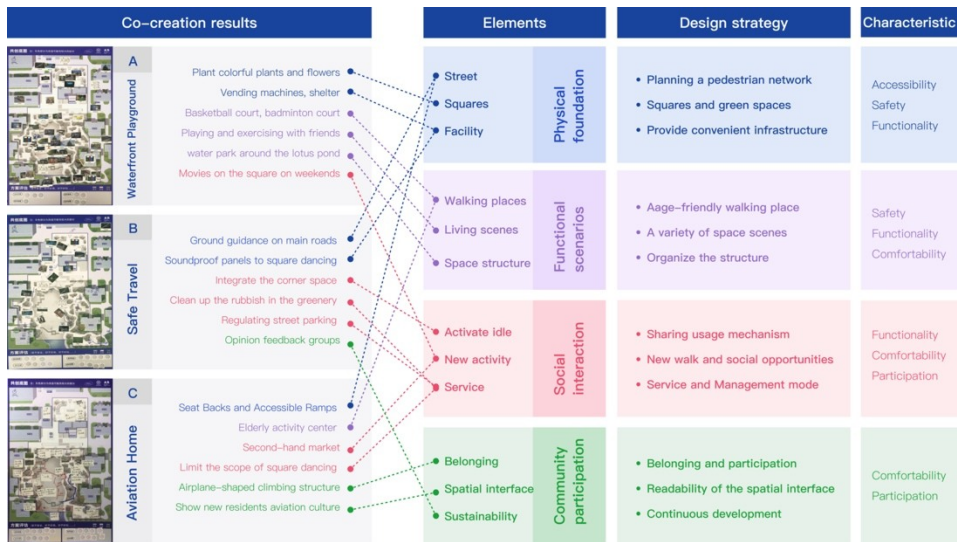 Co-creation results
Elements
Design strategy
Characteristic
A
Waterfront Playground
Plant colorful plants and flowers
Vending machines, shelter
Basketball court, badminton court
Playing and exercising with friends
water park around the lotus pond
Movies on the square on weekends
B
Safe Travel
Ground guidance on main roads
Soundproof panels to square dancing
Integrate the corner space
Clean up the rubbish in the greenery
Regulating street parking
Opinion feedback groups
C
Aviation Home
Seat Backs and Accessible Ramps
Elderly activity center
Second-hand market
Limit the scope of square dancing
Airplane-shaped climbing structure
Show new residents aviation culture
Street
Squares
Facility
Physical
foundation
Planning a pedestrian network
Squares and green spaces
Provide convenient infrastructure
Accessibility
Safety
Functionality
Walking places
Living scenes
Space structure
Functional
scenarios
Aage-friendly walking place
A variety of space scenes
Organize the structure
Safety
Functionality
Comfortability
Activate idle
New activity
Service
Social
interaction
Sharing usage mechanism
New walk and social opportunities
Service and Management mode
Functionality
Comfortability
Participation
Belonging
Spatial interface
Sustainability
Community
participation
Belonging and participation
Readability of the spatial interface
Continuous development
Comfortability
Participation